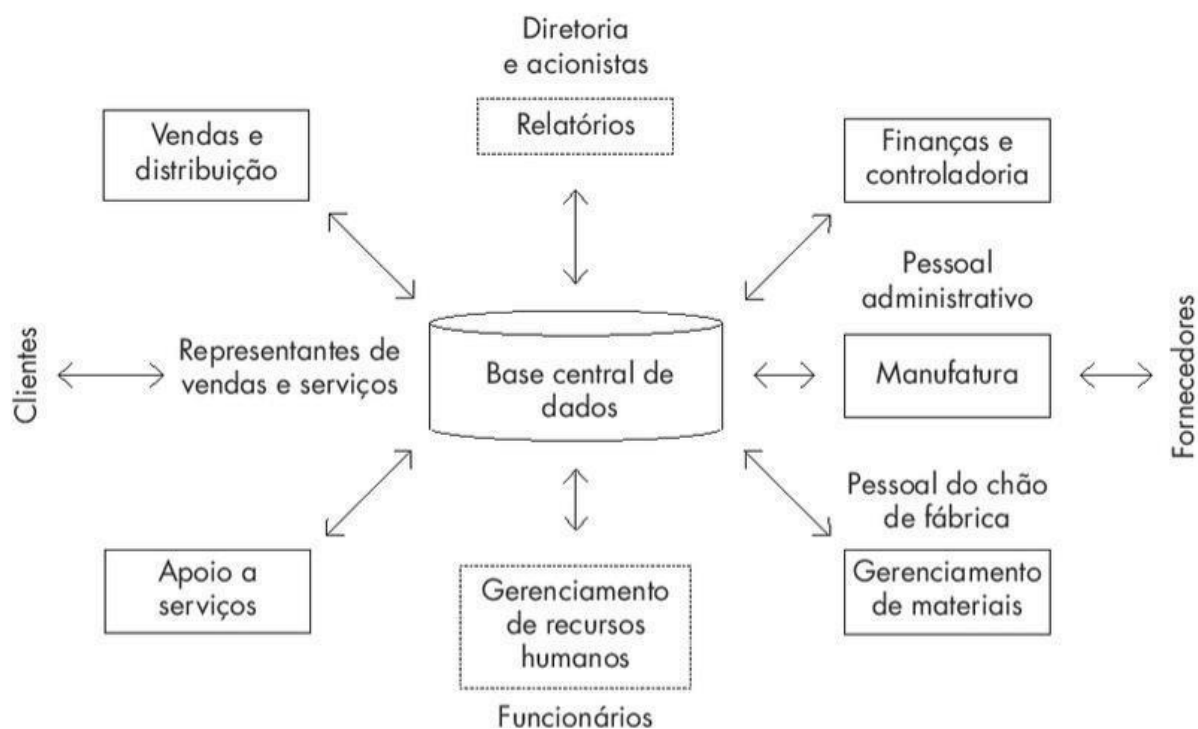 Diretoria
e acionistas
Relatórios
Vendas e
distribuição
Finanças e
controladoria
Pessoal
administrativo
Clientes
Representantes de
vendas e serviços
Base central de
dados
Manufatura
Fornecedores
Pessoal do chão
de fábrica
Apoio a
serviços
Gerenciamento
de recursos
humanos
Gerenciamento
de materiais
Funcionários